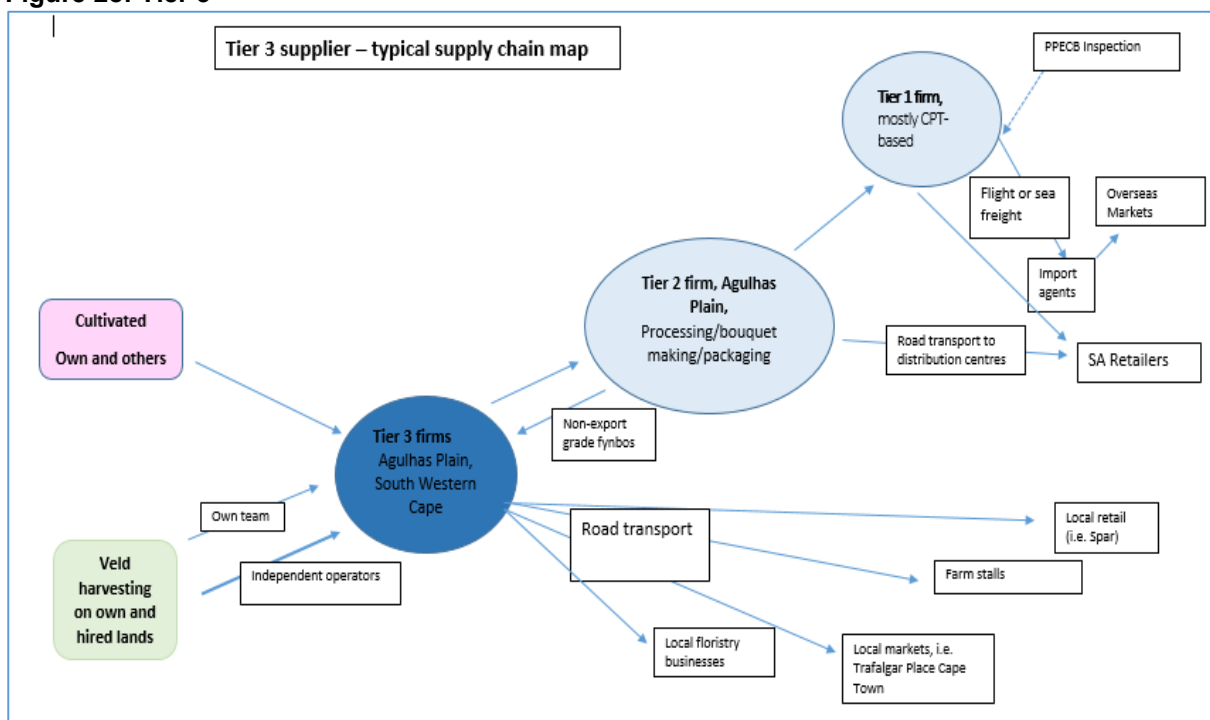 Tier 3 supplier – typical supply chain map
PPECB Inspection
Tier 1 firm,
mostly CPT-
based
Flight or sea
freight
Overseas
Markets
Import
agents
Tier 2 firm, Agulhas
Plain,
Processing/bouquet
making/packaging
Road transport to
distribution centres
SA Retailers
Cultivated
Own and others
Non-export
grade fynbos
Tier 3 firms
Agulhas Plain,
South Western
Cape
Own team
Independent operators
Veld
harvesting
on own and
hired lands
Road transport
Local retail
(i.e. Spar)
Farm stalls
Local floristry
businesses
Local markets, i.e.
Trafalgar Place Cape
Town